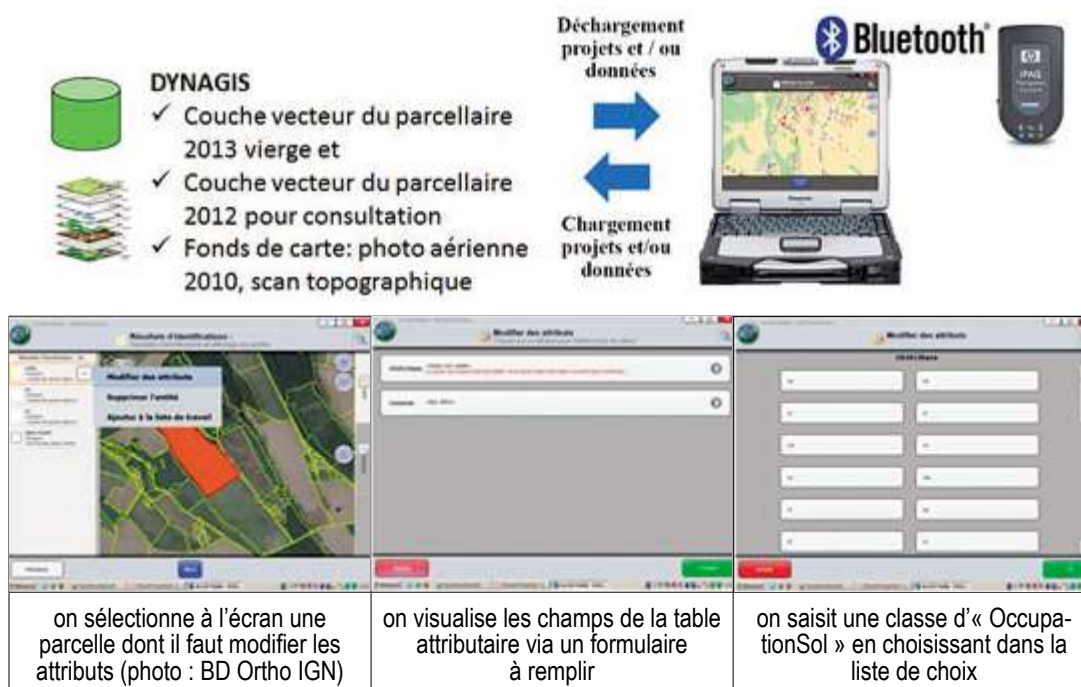 Déchargement
projets et / ou
données
Bluetooth
hp
iPAQ
DYNAGIS
✓ Couche vecteur du parcellaire
2013 vierge et
✓ Couche vecteur du parcellaire
2012 pour consultation
✓ Fonds de carte: photo aérienne
2010, scan topographique
Chargement
projets et/ou
données
Résultats d'identifications :
Modifier des attributs
Supprimer l'entité
Ajouter à la liste de travail
Modifier des attributs
Modifier des attributs
on sélectionne à l'écran une
parcelle dont il faut modifier les
attributs (photo : BD Ortho IGN)
on visualise les champs de la table
attributaire via un formulaire
à remplir
on saisit une classe d'« Occupa-
tionSol » en choisissant dans la
liste de choix